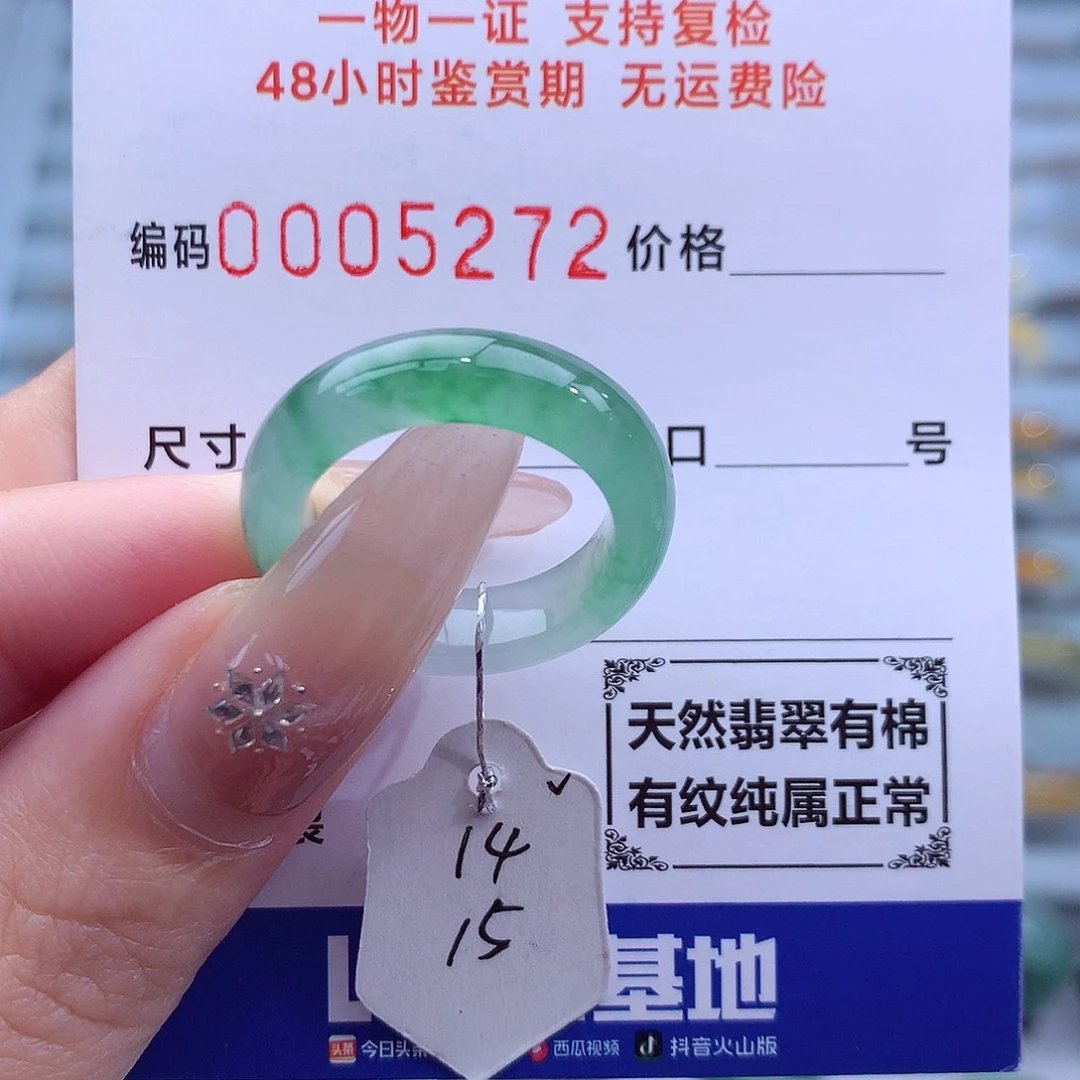 一物一证 支持复检
48小时鉴赏期 无运费险
编码0005272价格
尺寸 口 号
天然翡翠有棉
有纹纯属正常
14
15
基地
头条 今日头条 西瓜视频 抖音火山版